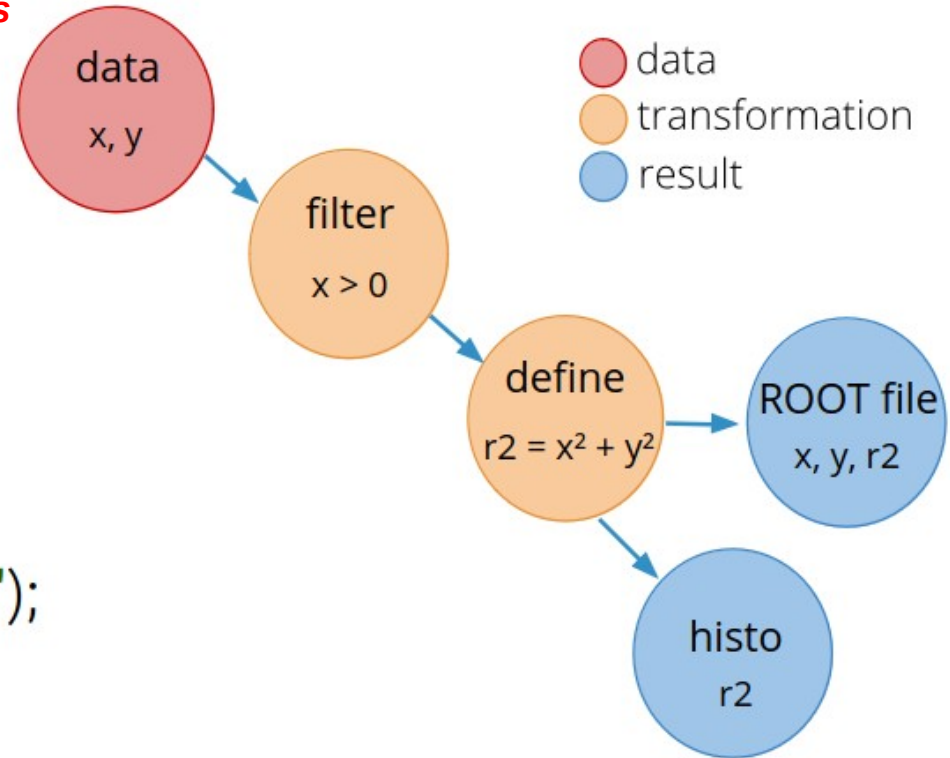 s
data
x, y
data
transformation
result
filter
x > 0
define
r2 = x² + y²
ROOT file
x, y, r2
");
histo
r2